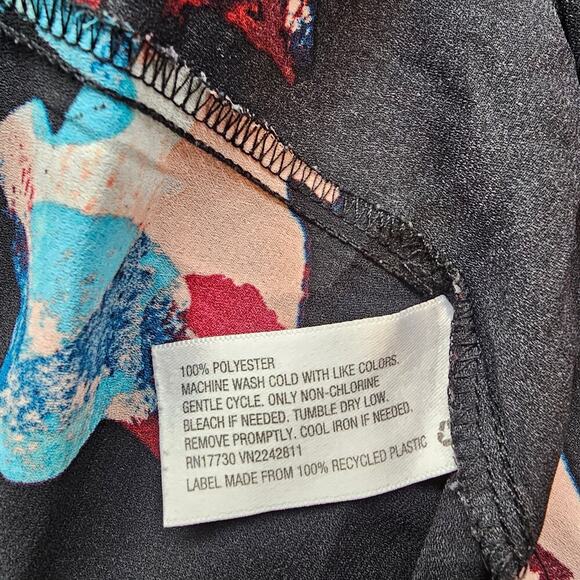 100% POLYESTER
MACHINE WASH COLD WITH LIKE COLORS.
GENTLE CYCLE. ONLY NON-CHLORINE
BLEACH IF NEEDED. TUMBLE DRY LOW.
REMOVE PROMPTLY. COOL IRON IF NEEDED.
RN17730 VN2242811
LABEL MADE FROM 100% RECYCLED PLASTIC